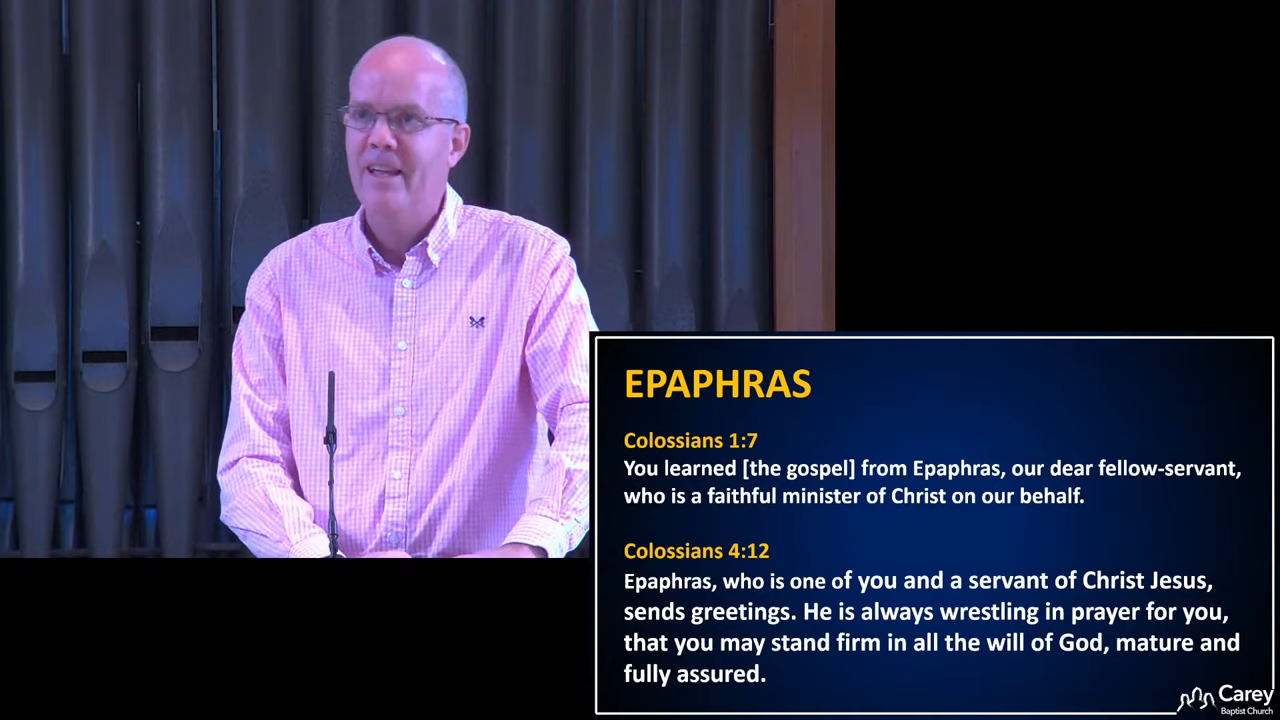 EPAPHRAS
Colossians 1:7
You learned [the gospel] from Epaphras, our dear fellow-servant,
who is a faithful minister of Christ on our behalf.
Colossians 4:12
Epaphras, who is one of you and a servant of Christ Jesus,
sends greetings. He is always wrestling in prayer for you,
that you may stand firm in all the will of God, mature and
fully assured.
Carey
Baptist Church